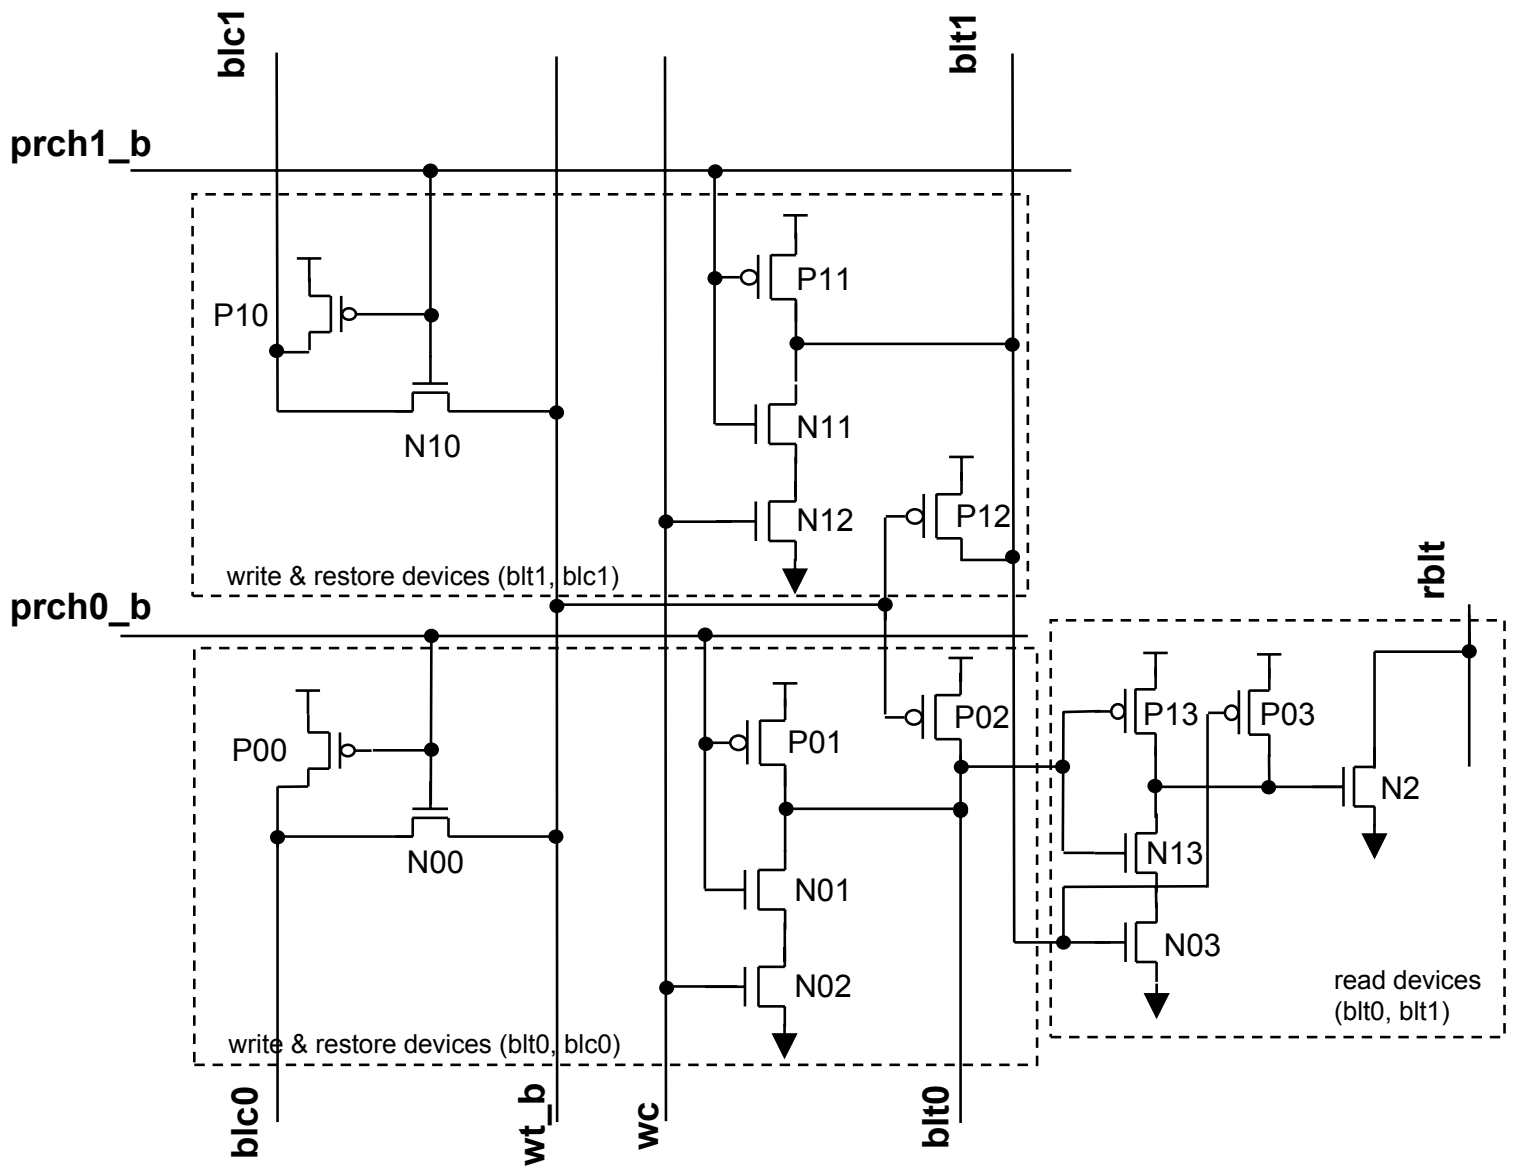 blc1
blt1
prch1_b
P11
P10
N11
N10
N12
P12
write & restore devices (blt1, blc1)
prch0_b
rblt
P02
P13
P03
P00
P01
N2
N00
N13
N01
N03
N02
read devices
(blt0, blt1)
write & restore devices (blt0, blc0)
blc0
wt_b
wc
blt0